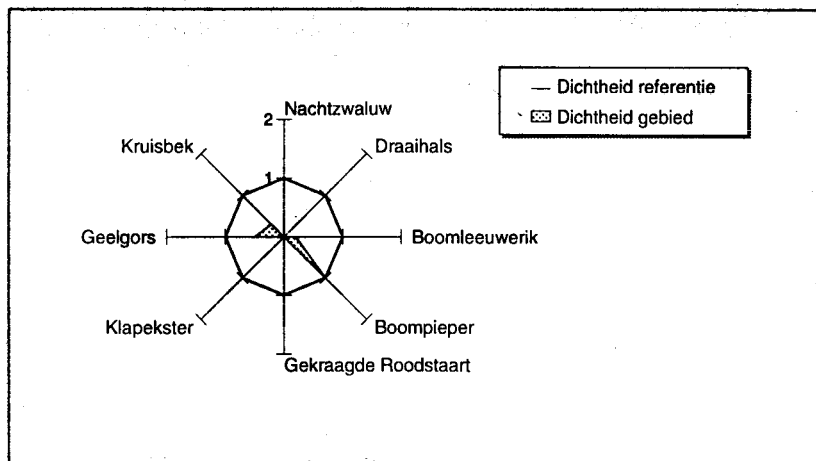 Dichtheid referentie
Dichtheid gebied
Nachtzwaluw
2
Kruisbek
Draaihals
1
Geelgors
Boomleeuwerik
Klapekster
Boompieper
Gekraagde Roodstaart